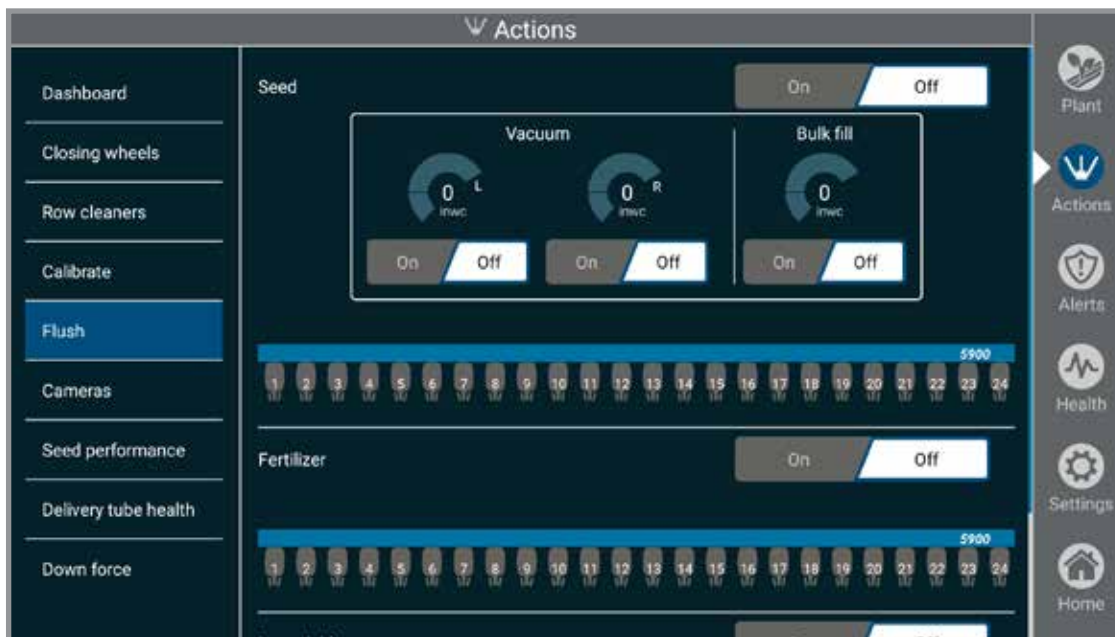 Actions
Dashboard
Closing wheels
Row cleaners
Calibrate
Flush
Cameras
Seed performance
Delivery tube health
Down force
Seed
On Off
Vacuum
Bulk fill
0 L
inwc
0 R
inwc
0
inwc
On Off
On Off
On Off
5900
1 2 3 4 5 6 7 8 9 10 11 12 13 14 15 16 17 18 19 20 21 22 23 24
Fertilizer
On Off
5900
1 2 3 4 5 6 7 8 9 10 11 12 13 14 15 16 17 18 19 20 21 22 23 24
Plant
Actions
Alerts
Health
Settings
Home